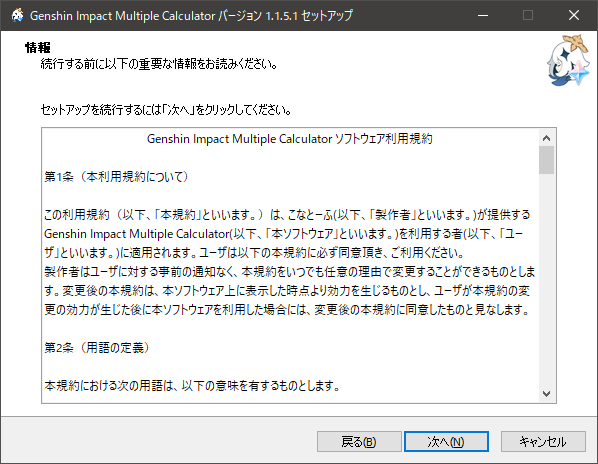 Genshin Impact Multiple Calculator バージョン 1.1.5.1 セットアップ
情報
続行する前に以下の重要な情報をお読みください。
セットアップを続行するには「次へ」をクリックしてください。
Genshin Impact Multiple Calculator ソフトウェア利用規約
第1条（本利用規約について）
この利用規約（以下、「本規約」といいます。）は、こなとーふ(以下、「製作者」といいます。)が提供する
Genshin Impact Multiple Calculator(以下、「本ソフトウェア」といいます。)を利用する者(以下、「ユー
ザ」といいます。)に適用されます。ユーザは以下の本規約に必ず同意頂き、ご利用ください。
製作者はユーザに対する事前の通知なく、本規約をいつでも任意の理由で変更することができるものとしま
す。変更後の本規約は、本ソフトウェア上に表示した時点より効力を生じるものとし、ユーザが本規約の変
更の効力が生じた後に本ソフトウェアを利用した場合には、変更後の本規約に同意したものと見なします。
第2条（用語の定義）
本規約における次の用語は、以下の意味を有するものとします。
戻る(B)
次へ(N)
キャンセル